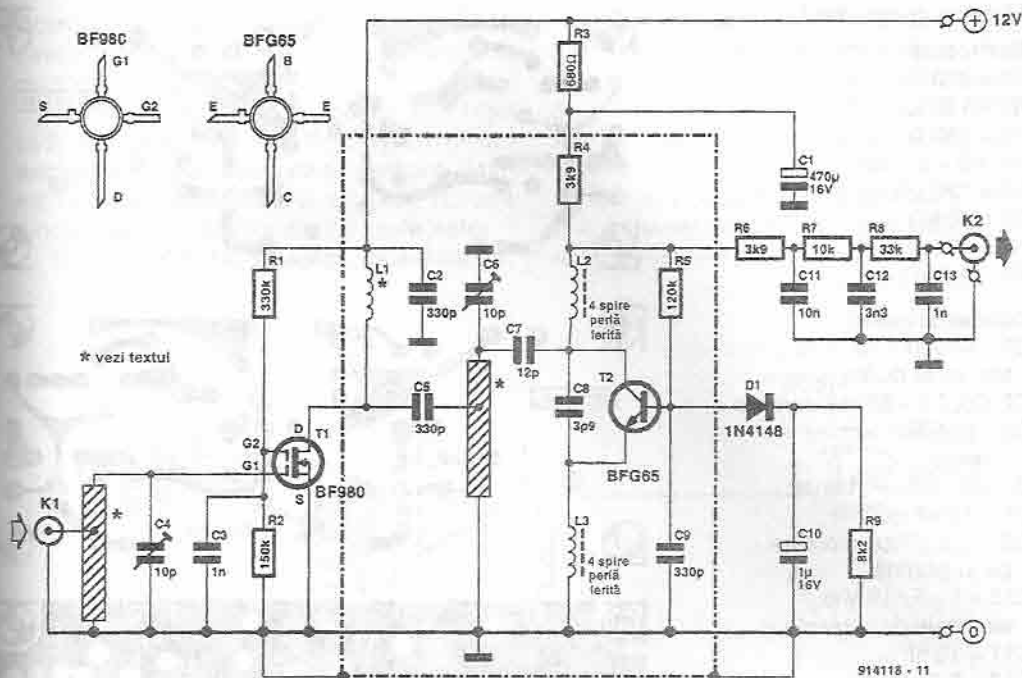 BF980
BFG65
G1
S
G2
D
B
E
E
C
12V
R3
680Ω
R4
3k9
C1
470µ
16V
K2
R6
3k9
R7
10k
R8
33k
C11
10n
C12
3n3
C13
1n
R1
330k
L1
*
C2
330p
C6
10p
L2
4 spire
perlă
ferită
R5
120k
* vezi textul
C7
12p
*
C5
330p
C8
3p9
T2
BFG65
D1
1N4148
G2
G1
D
T1
S
BF980
K1
*
C4
10p
C3
1n
R2
150k
L3
4 spire
perlă
ferită
C9
330p
C10
1µ
16V
R9
8k2
0
914118 - 11